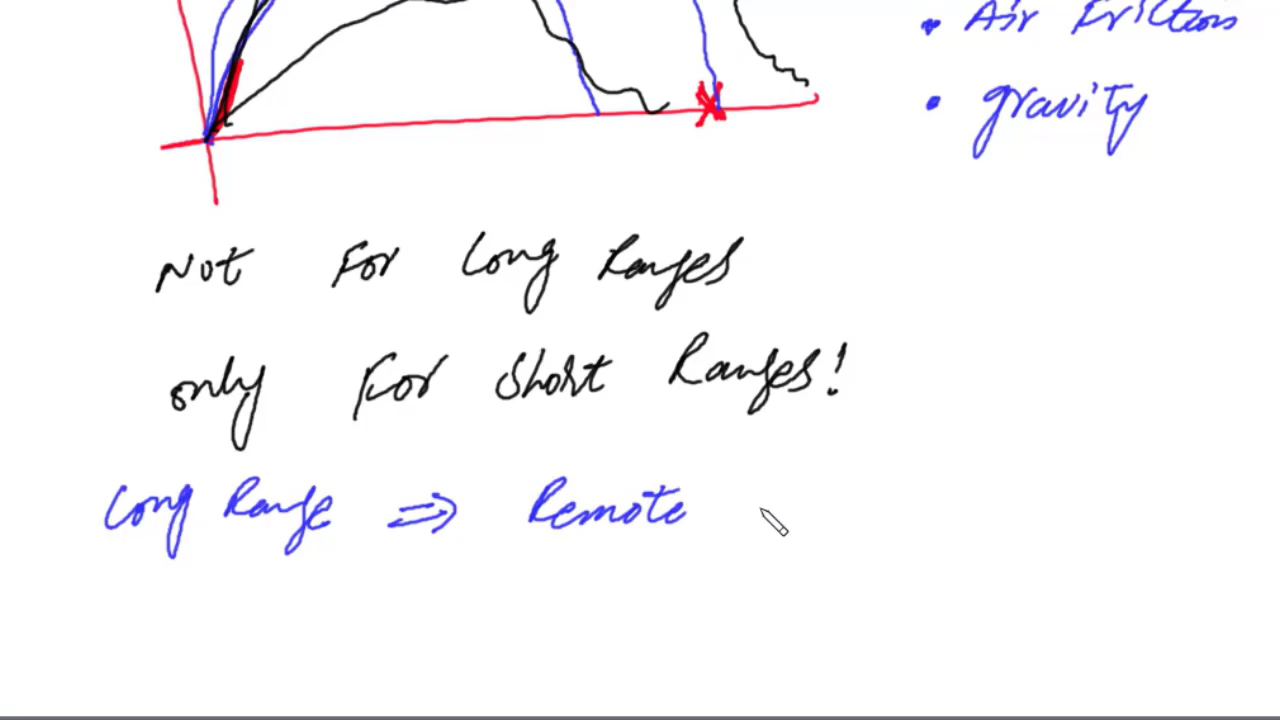 • Air Friction
• gravity
Not For Long Ranges
only For Short Ranges!
Long Range ⇒ Remote